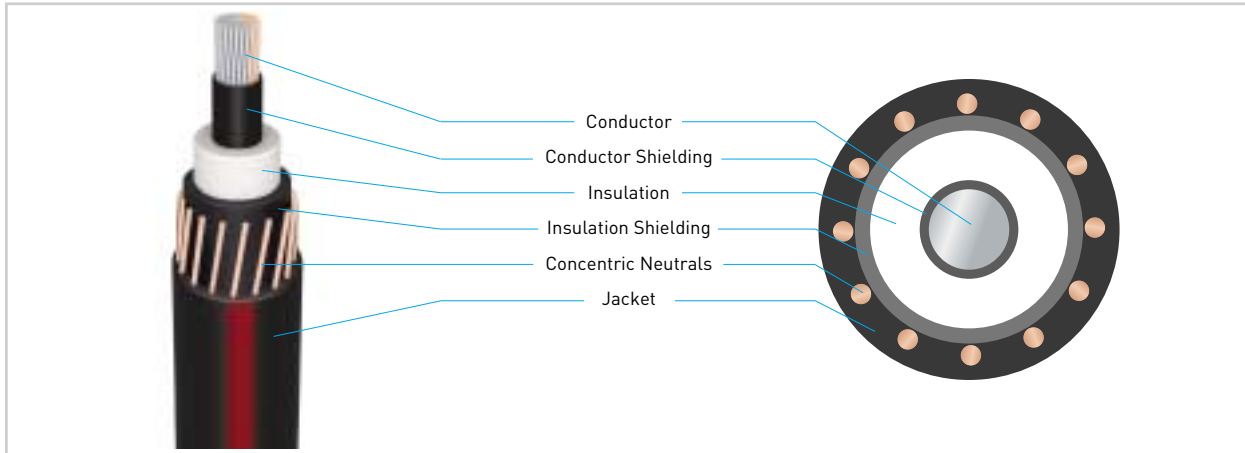 Conductor
Conductor Shielding
Insulation
Insulation Shielding
Concentric Neutrals
Jacket